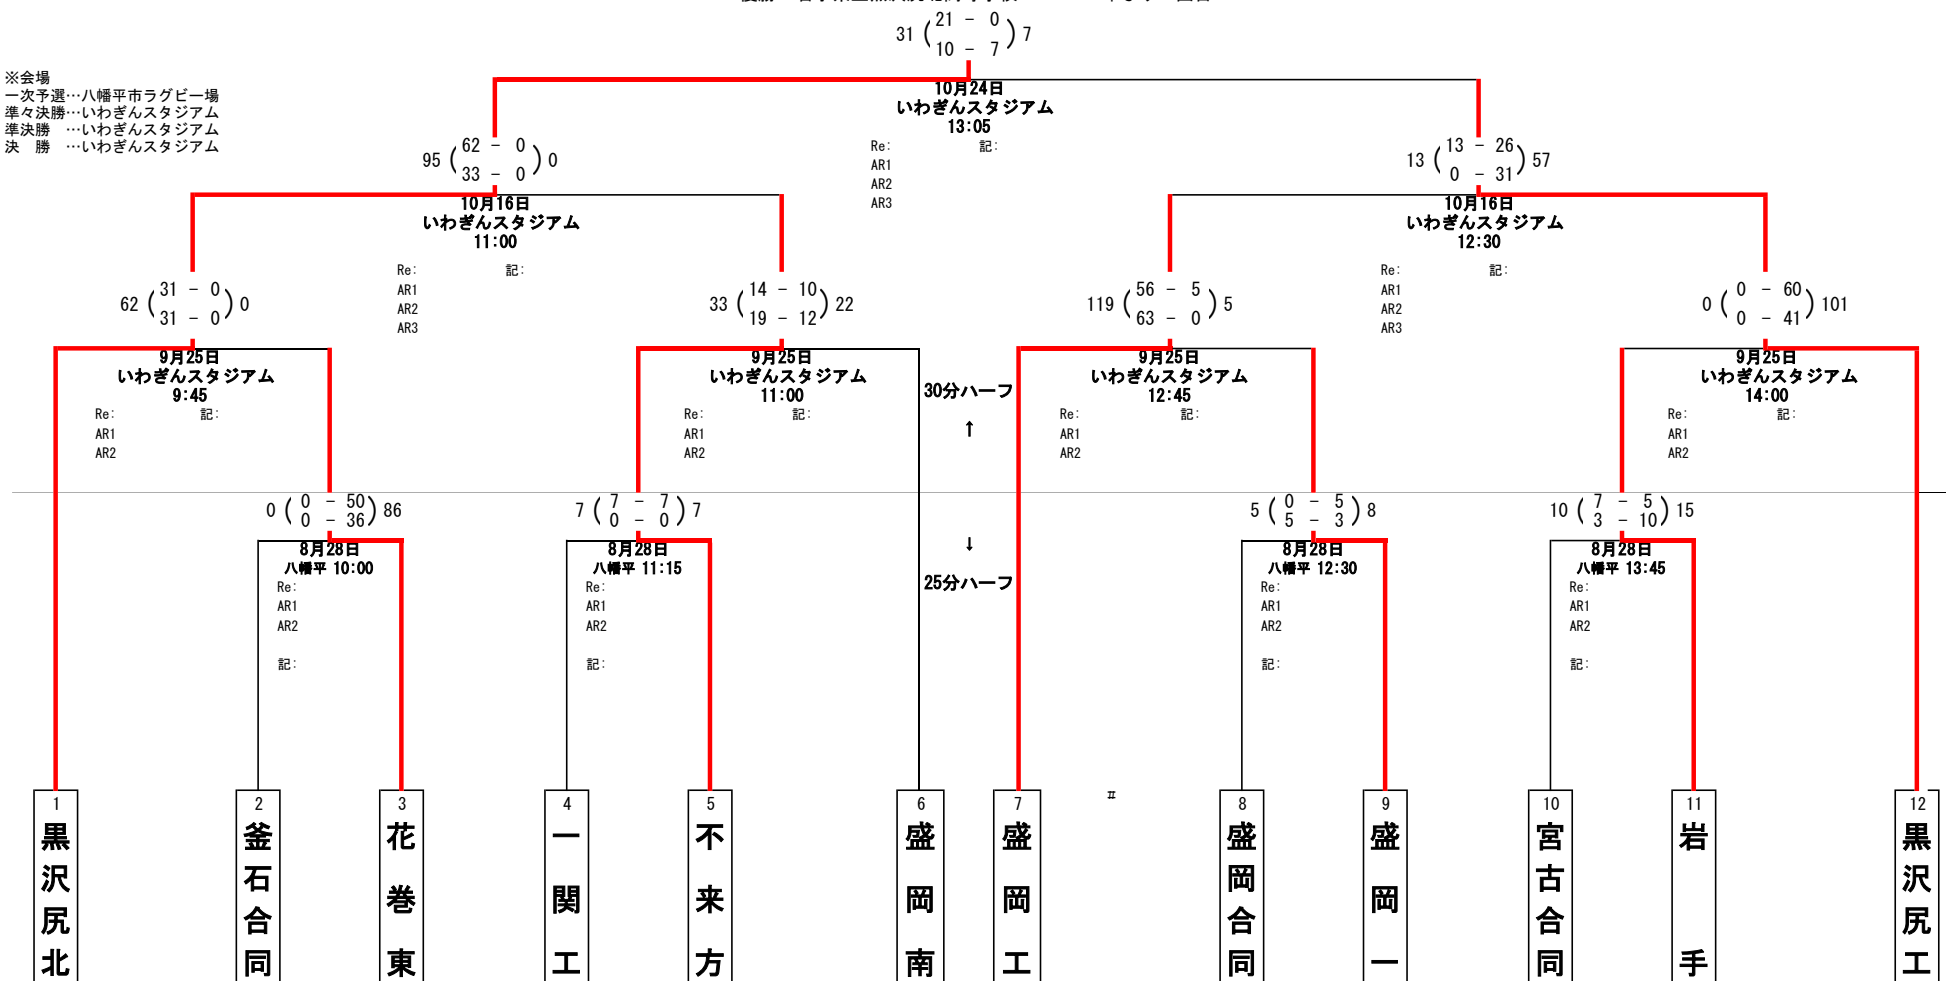 31 ( 21 - 0 ) 7
10 - 7
※会場
一次予選…八幡平市ラグビー場
準々決勝…いわぎんスタジアム
準決勝 …いわぎんスタジアム
決 勝 …いわぎんスタジアム
10月24日
いわぎんスタジアム
13:05
Re: 記:
AR1
AR2
AR3
95 ( 62 - 0 ) 0
33 - 0
10月16日
いわぎんスタジアム
11:00
Re: 記:
AR1
AR2
AR3
13 ( 13 - 26 ) 57
0 - 31
10月16日
いわぎんスタジアム
12:30
Re: 記:
AR1
AR2
AR3
62 ( 31 - 0 ) 0
31 - 0
9月25日
いわぎんスタジアム
9:45
Re: 記:
AR1
AR2
33 ( 14 - 10 ) 22
19 - 12
9月25日
いわぎんスタジアム
11:00
Re: 記:
AR1
AR2
119 ( 56 - 5 ) 5
63 - 0
9月25日
いわぎんスタジアム
12:45
Re: 記:
AR1
AR2
0 ( 0 - 60 ) 101
0 - 41
9月25日
いわぎんスタジアム
14:00
Re: 記:
AR1
AR2
30分ハーフ
↑
↓
25分ハーフ
0 ( 0 - 50 ) 86
0 - 36
8月28日
八幡平 10:00
Re:
AR1
AR2
記:
7 ( 7 - 7 ) 7
0 - 0
8月28日
八幡平 11:15
Re:
AR1
AR2
記:
5 ( 0 - 5 ) 8
5 - 3
8月28日
八幡平 12:30
Re:
AR1
AR2
記:
10 ( 7 - 5 ) 15
3 - 10
8月28日
八幡平 13:45
Re:
AR1
AR2
記:
1
黒沢尻北
2
釜石合同
3
花巻東
4
一関工
5
不来方
6
盛岡南
7
盛岡工
8
盛岡合同
9
盛岡一
10
宮古合同
11
岩手
12
黒沢尻工